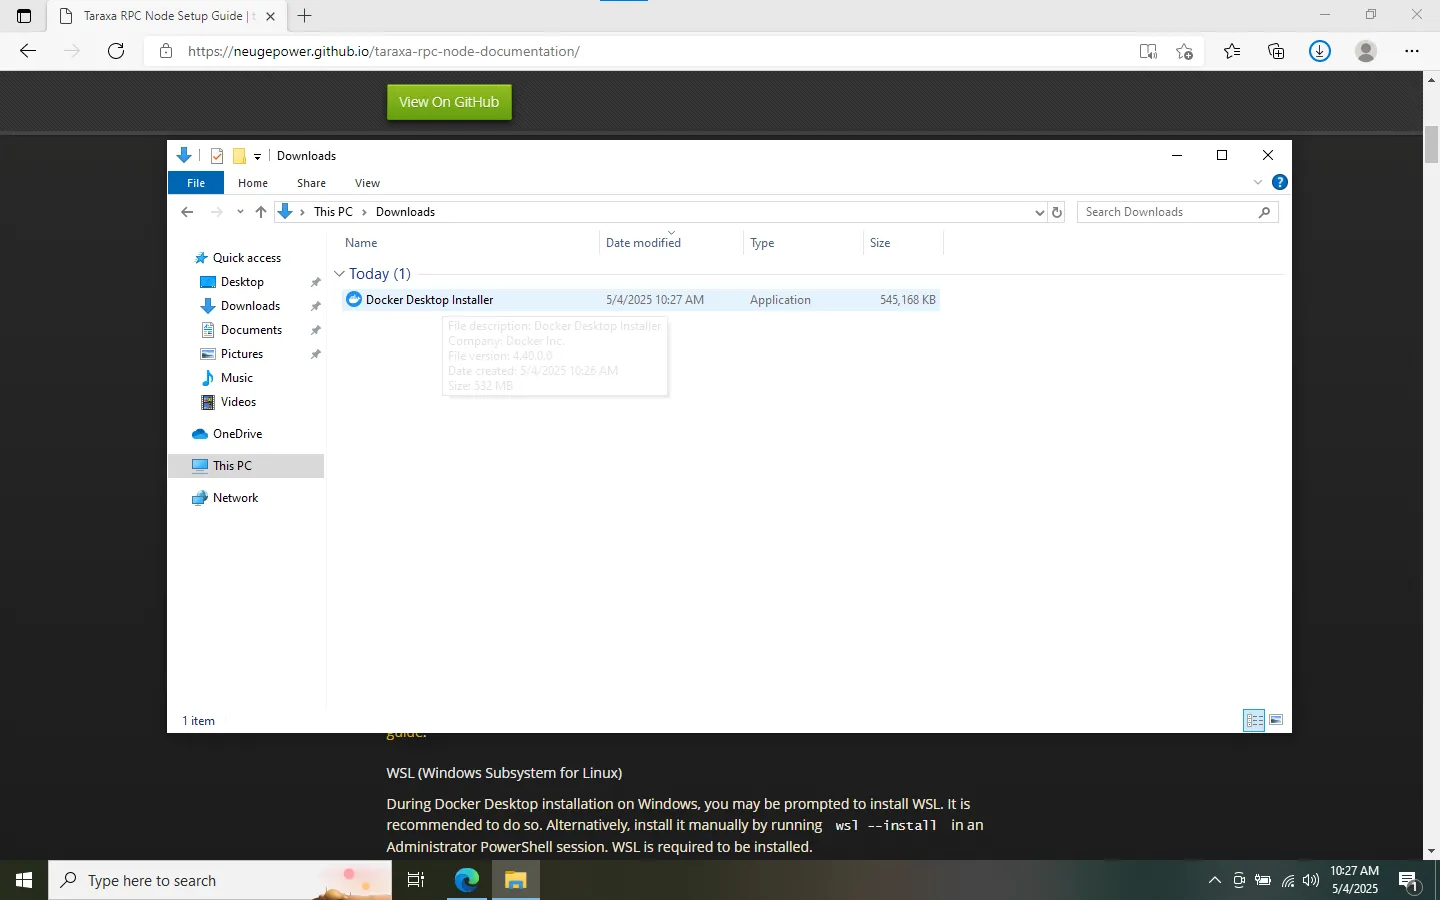 Taraxa RPC Node Setup Guide | t
https://neugepower.github.io/taraxa-rpc-node-documentation/
View On GitHub
Downloads
File
Home
Share
View
This PC
Downloads
Search Downloads
Name
Date modified
Type
Size
Quick access
Desktop
Downloads
Documents
Pictures
Music
Videos
OneDrive
This PC
Network
Today (1)
Docker Desktop Installer
5/4/2025 10:27 AM
Application
545,168 KB
File description: Docker Desktop Installer
Company: Docker Inc.
File version: 4.40.0.0
Date created: 5/4/2025 10:26 AM
Size: 532 MB
1 item
guide.
WSL (Windows Subsystem for Linux)
During Docker Desktop installation on Windows, you may be prompted to install WSL. It is
recommended to do so. Alternatively, install it manually by running wsl --install in an
Administrator PowerShell session. WSL is required to be installed.
Type here to search
10:27 AM
5/4/2025
1